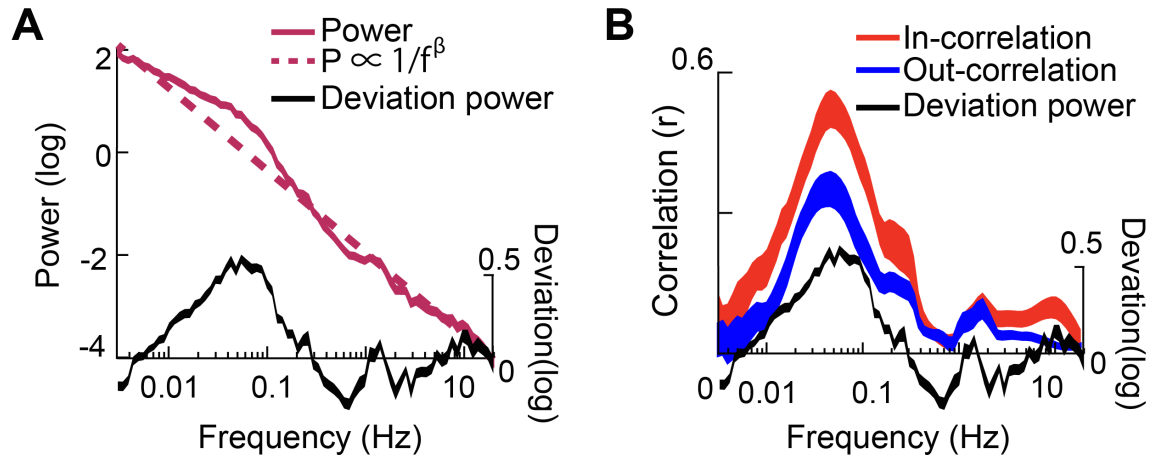 A
Power
P ∝ 1/fβ
Deviation power
Power (log)
2
0
-2
-4
0.01
0.1
10
Frequency (Hz)
0.5
0
Deviation(log)
B
In-correlation
Out-correlation
Deviation power
Correlation (r)
0.6
0
0.01
0.1
10
Frequency (Hz)
0.5
0
Devation(log)